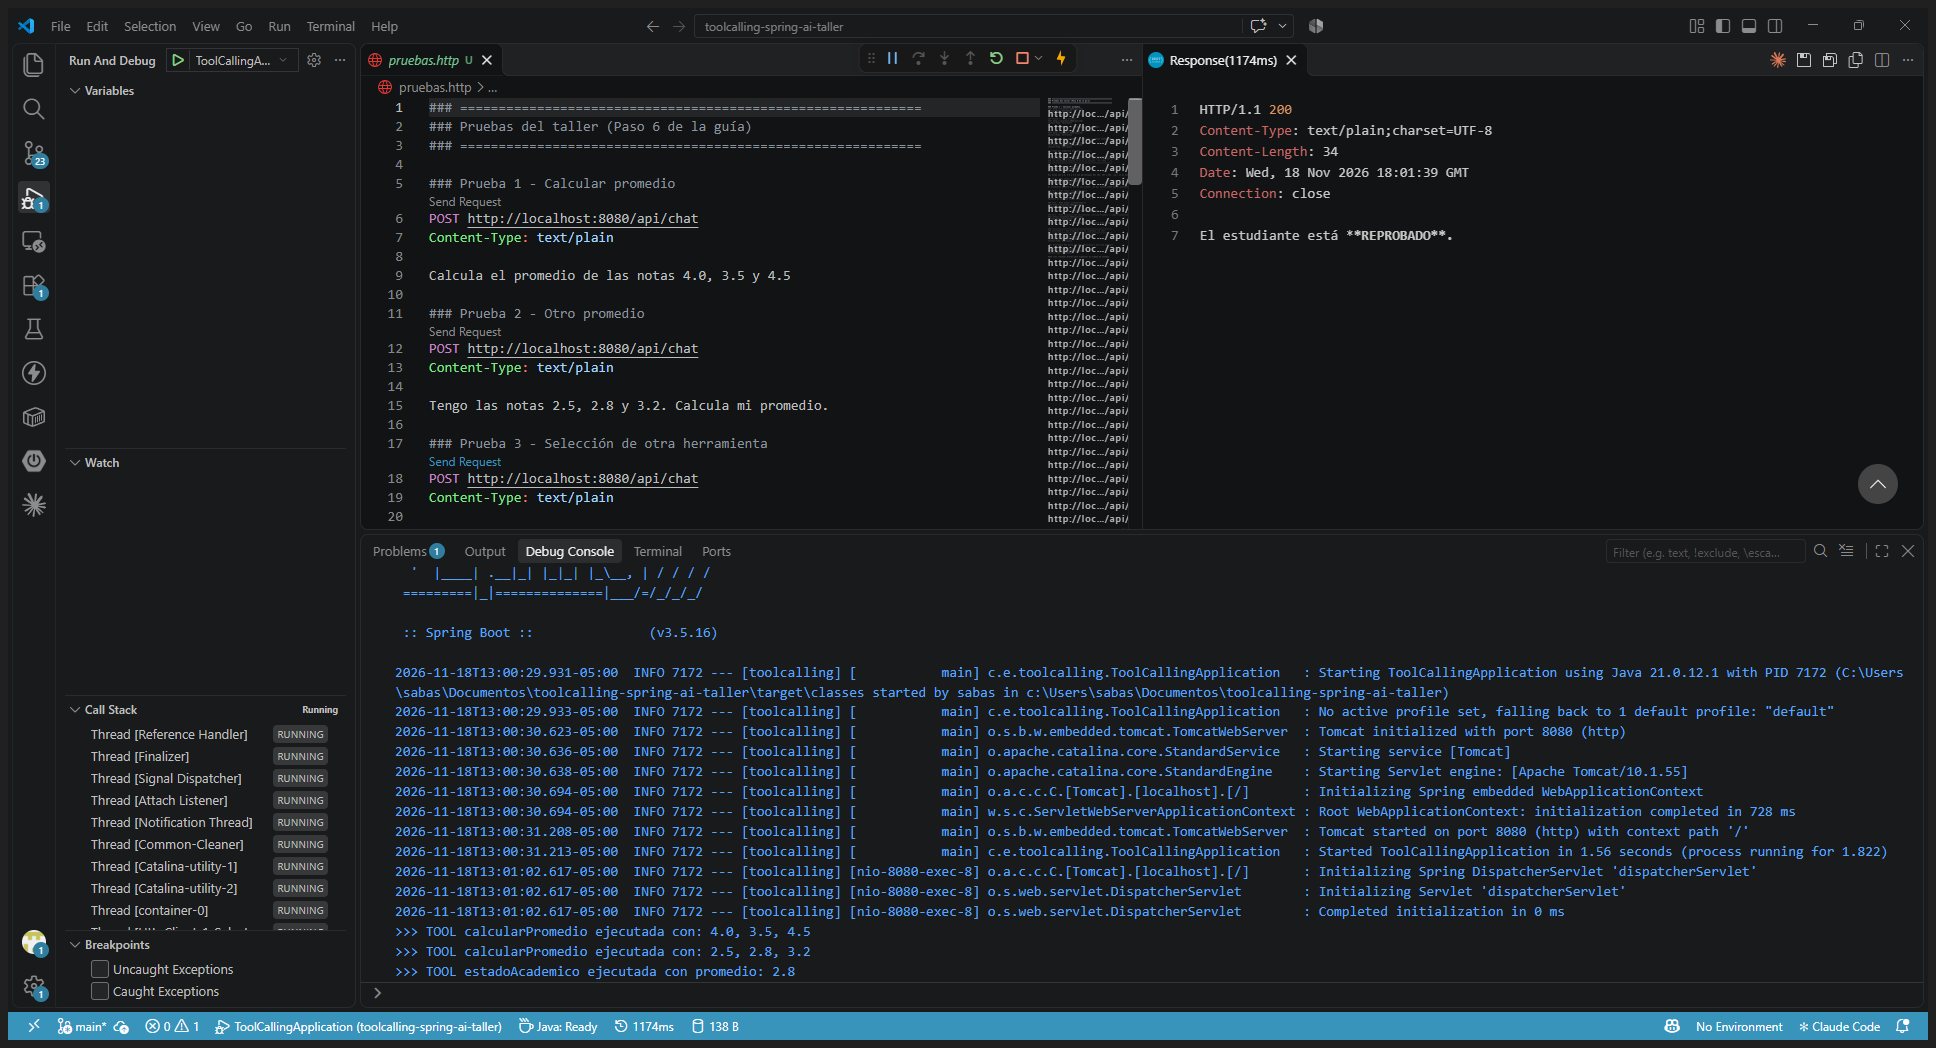 File Edit Selection View Go Run Terminal Help
toolcalling-spring-ai-taller
Run And Debug ToolCallingA...
Variables
Watch
Call Stack Running
Thread [Reference Handler] RUNNING
Thread [Finalizer] RUNNING
Thread [Signal Dispatcher] RUNNING
Thread [Attach Listener] RUNNING
Thread [Notification Thread] RUNNING
Thread [Common-Cleaner] RUNNING
Thread [Catalina-utility-1] RUNNING
Thread [Catalina-utility-2] RUNNING
Thread [container-0] RUNNING
Breakpoints
Uncaught Exceptions
Caught Exceptions
23
1
1
1
1
pruebas.http U
pruebas.http > ...
1 ### ============================================================
2 ### Pruebas del taller (Paso 6 de la guía)
3 ### ============================================================
4
5 ### Prueba 1 - Calcular promedio
Send Request
6 POST http://localhost:8080/api/chat
7 Content-Type: text/plain
8
9 Calcula el promedio de las notas 4.0, 3.5 y 4.5
10
11 ### Prueba 2 - Otro promedio
Send Request
12 POST http://localhost:8080/api/chat
13 Content-Type: text/plain
14
15 Tengo las notas 2.5, 2.8 y 3.2. Calcula mi promedio.
16
17 ### Prueba 3 - Selección de otra herramienta
Send Request
18 POST http://localhost:8080/api/chat
19 Content-Type: text/plain
20
Response(1174ms)
1 HTTP/1.1 200
2 Content-Type: text/plain;charset=UTF-8
3 Content-Length: 34
4 Date: Wed, 18 Nov 2026 18:01:39 GMT
5 Connection: close
6
7 El estudiante está **REPROBADO**.
Problems 1 Output Debug Console Terminal Ports
Filter (e.g. text, !exclude, \esca...
' |____| .__|_| |_|_| |_\__, | / / / /
=========|_|==============|___/=/_/_/_/
:: Spring Boot :: (v3.5.16)
2026-11-18T13:00:29.931-05:00 INFO 7172 --- [toolcalling] [ main] c.e.toolcalling.ToolCallingApplication : Starting ToolCallingApplication using Java 21.0.12.1 with PID 7172 (C:\Users
\sabas\Documentos\toolcalling-spring-ai-taller\target\classes started by sabas in c:\Users\sabas\Documentos\toolcalling-spring-ai-taller)
2026-11-18T13:00:29.933-05:00 INFO 7172 --- [toolcalling] [ main] c.e.toolcalling.ToolCallingApplication : No active profile set, falling back to 1 default profile: "default"
2026-11-18T13:00:30.623-05:00 INFO 7172 --- [toolcalling] [ main] o.s.b.w.embedded.tomcat.TomcatWebServer : Tomcat initialized with port 8080 (http)
2026-11-18T13:00:30.636-05:00 INFO 7172 --- [toolcalling] [ main] o.apache.catalina.core.StandardService : Starting service [Tomcat]
2026-11-18T13:00:30.638-05:00 INFO 7172 --- [toolcalling] [ main] o.apache.catalina.core.StandardEngine : Starting Servlet engine: [Apache Tomcat/10.1.55]
2026-11-18T13:00:30.694-05:00 INFO 7172 --- [toolcalling] [ main] o.a.c.c.C.[Tomcat].[localhost].[/] : Initializing Spring embedded WebApplicationContext
2026-11-18T13:00:30.694-05:00 INFO 7172 --- [toolcalling] [ main] w.s.c.ServletWebServerApplicationContext : Root WebApplicationContext: initialization completed in 728 ms
2026-11-18T13:00:31.208-05:00 INFO 7172 --- [toolcalling] [ main] o.s.b.w.embedded.tomcat.TomcatWebServer : Tomcat started on port 8080 (http) with context path '/'
2026-11-18T13:00:31.213-05:00 INFO 7172 --- [toolcalling] [ main] c.e.toolcalling.ToolCallingApplication : Started ToolCallingApplication in 1.56 seconds (process running for 1.822)
2026-11-18T13:01:02.617-05:00 INFO 7172 --- [toolcalling] [nio-8080-exec-8] o.a.c.c.C.[Tomcat].[localhost].[/] : Initializing Spring DispatcherServlet 'dispatcherServlet'
2026-11-18T13:01:02.617-05:00 INFO 7172 --- [toolcalling] [nio-8080-exec-8] o.s.web.servlet.DispatcherServlet : Initializing Servlet 'dispatcherServlet'
2026-11-18T13:01:02.617-05:00 INFO 7172 --- [toolcalling] [nio-8080-exec-8] o.s.web.servlet.DispatcherServlet : Completed initialization in 0 ms
>>> TOOL calcularPromedio ejecutada con: 4.0, 3.5, 4.5
>>> TOOL calcularPromedio ejecutada con: 2.5, 2.8, 3.2
>>> TOOL estadoAcademico ejecutada con promedio: 2.8
main* 0 1 ToolCallingApplication (toolcalling-spring-ai-taller) Java: Ready 1174ms 138 B No Environment Claude Code